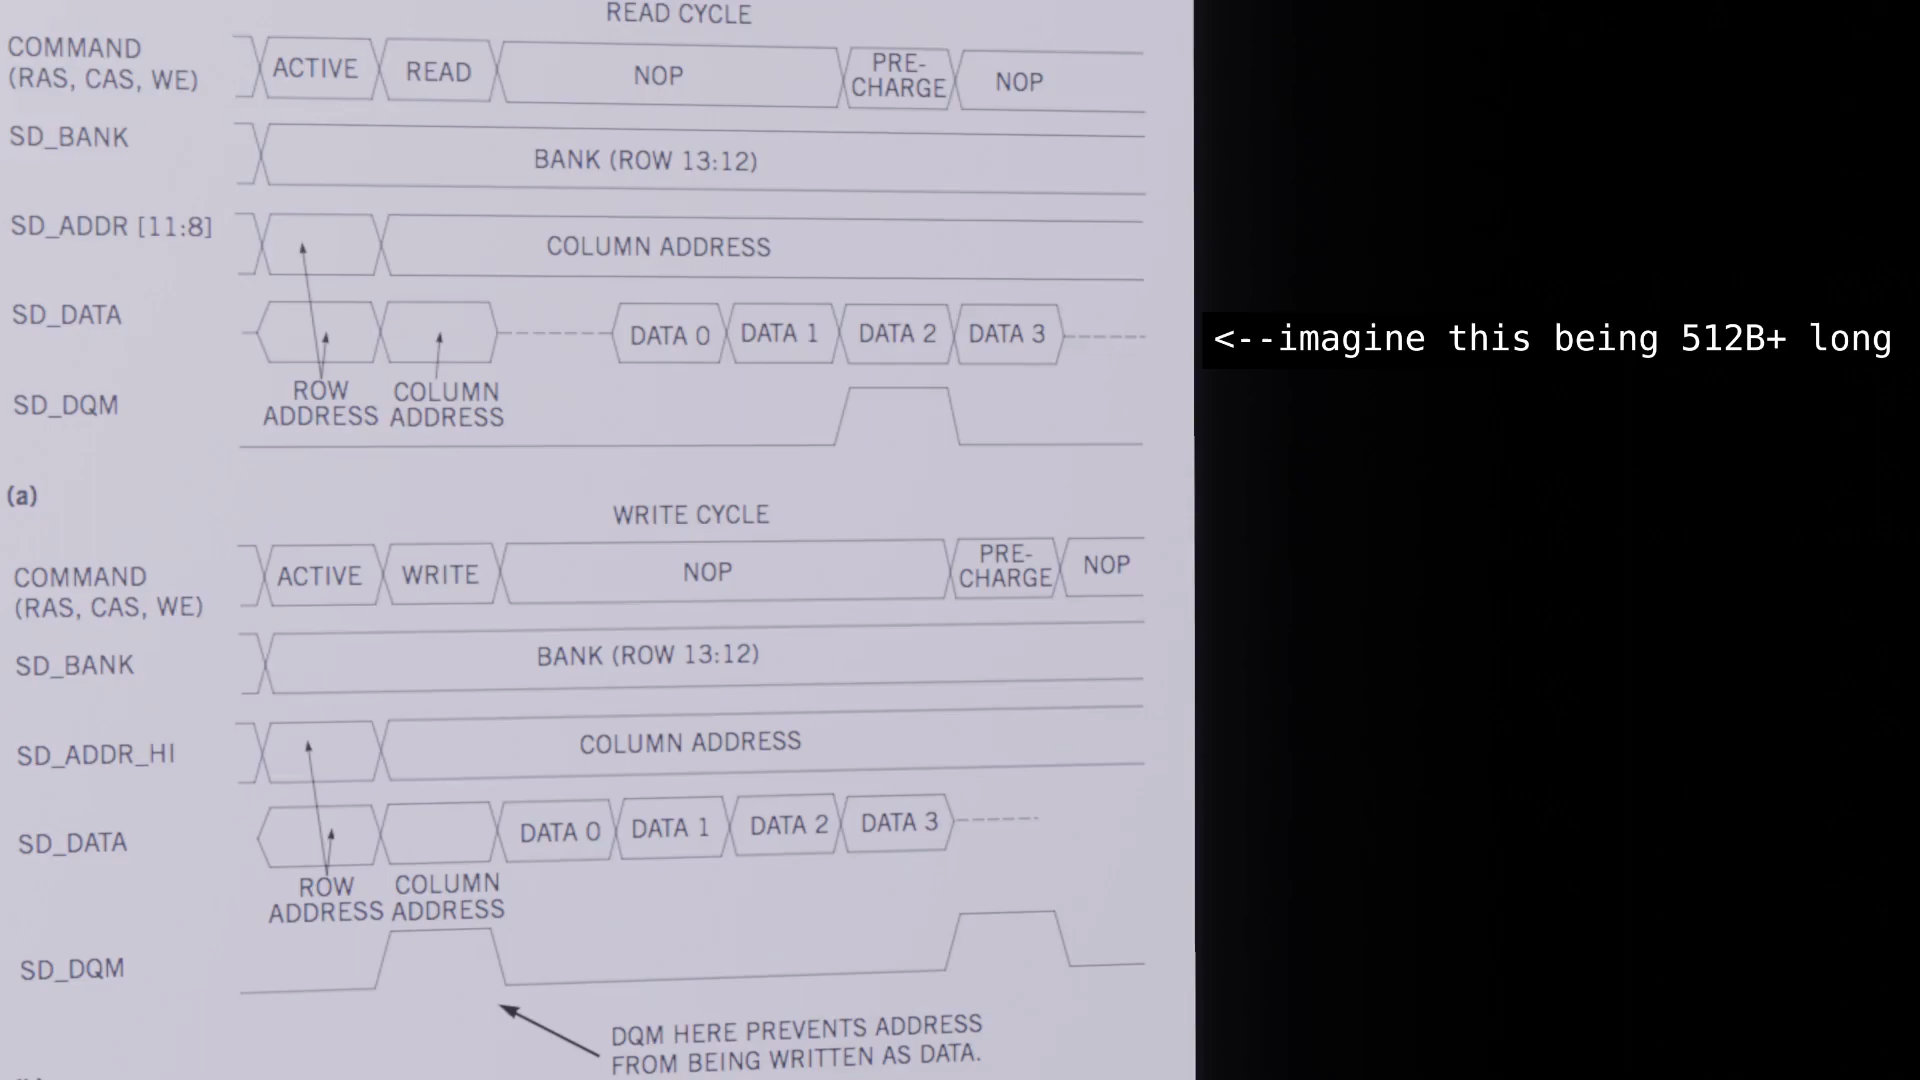 READ CYCLE
COMMAND
(RAS, CAS, WE)
ACTIVE
READ
NOP
PRE-
CHARGE
NOP
SD_BANK
BANK (ROW 13:12)
SD_ADDR [11:8]
COLUMN ADDRESS
SD_DATA
DATA 0
DATA 1
DATA 2
DATA 3
<--imagine this being 512B+ long
ROW
ADDRESS
COLUMN
ADDRESS
SD_DQM
(a)
WRITE CYCLE
COMMAND
(RAS, CAS, WE)
ACTIVE
WRITE
NOP
PRE-
CHARGE
NOP
SD_BANK
BANK (ROW 13:12)
SD_ADDR_HI
COLUMN ADDRESS
SD_DATA
DATA 0
DATA 1
DATA 2
DATA 3
ROW
ADDRESS
COLUMN
ADDRESS
SD_DQM
DQM HERE PREVENTS ADDRESS
FROM BEING WRITTEN AS DATA.